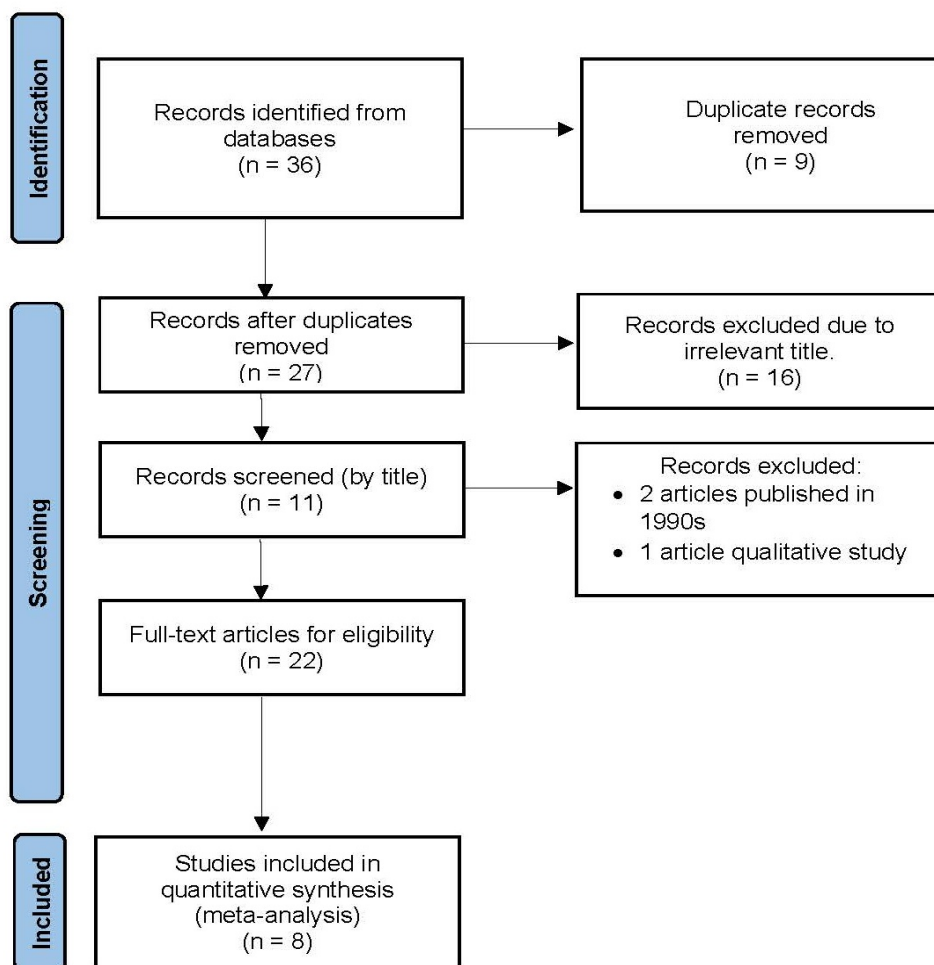 Identification
Records identified from
databases
(n = 36)
Duplicate records
removed
(n = 9)
Screening
Records after duplicates
removed
(n = 27)
Records excluded due to
irrelevant title.
(n = 16)
Records screened (by title)
(n = 11)
Records excluded:
• 2 articles published in
1990s
• 1 article qualitative study
Full-text articles for eligibility
(n = 22)
Included
Studies included in
quantitative synthesis
(meta-analysis)
(n = 8)